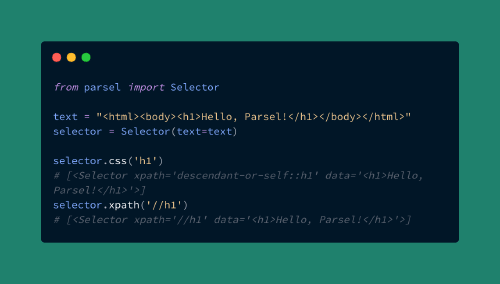 from parsel import Selector
text = "<html><body><h1>Hello, Parsel!</h1></body></html>"
selector = Selector(text=text)
selector.css('h1')
# [<Selector xpath='descendant-or-self::h1' data='<h1>Hello,
Parsel!</h1>'>]
selector.xpath('//h1')
# [<Selector xpath='//h1' data='<h1>Hello, Parsel!</h1>'>]